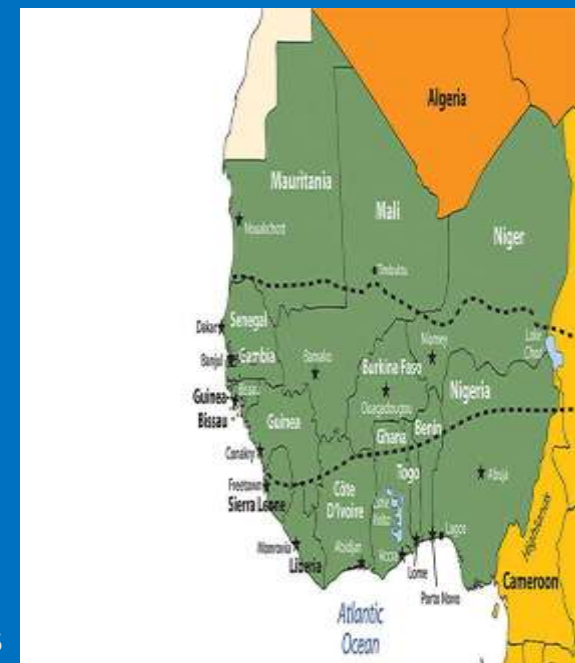 Algeria
Mauritania
Mali
Nouakchott
Niger
Timbuktu
Senegal
Dakar
Niamey
Lake
Chad
Banjul
Gambia
Bamako
Burkina Faso
Guinea
Bissau
Bissau
Nigeria
Ouagadougou
Guinea
Ghana
Benin
Conakry
Togo
Freetown
Côte
D'Ivoire
Abuja
Sierra Leone
Lake
Volta
Lagos
Monrovia
Abidjan
Accra
Liberia
Lome
Cameroon
Porto Novo
Atlantic
Ocean